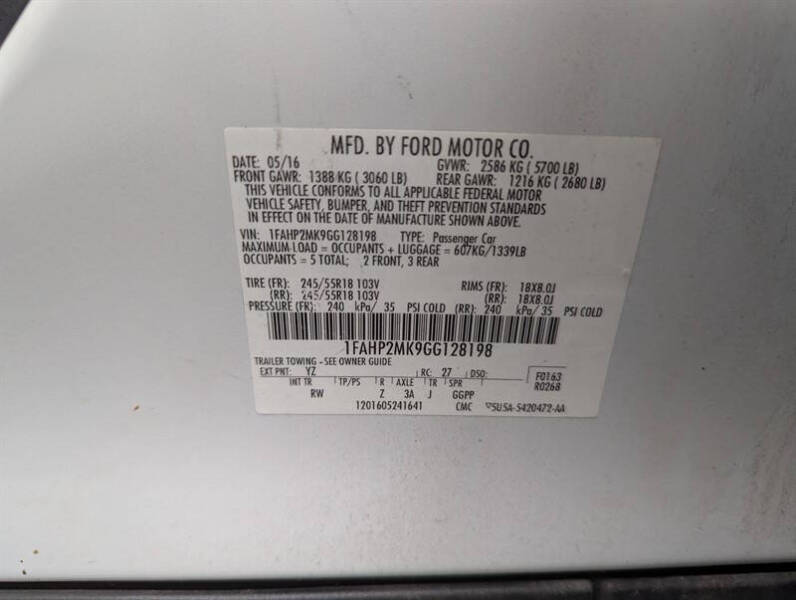 MFD. BY FORD MOTOR CO.
DATE: 05/16 GVWR: 2586 KG ( 5700 LB)
FRONT GAWR: 1388 KG ( 3060 LB) REAR GAWR: 1216 KG ( 2680 LB)
THIS VEHICLE CONFORMS TO ALL APPLICABLE FEDERAL MOTOR
VEHICLE SAFETY, BUMPER, AND THEFT PREVENTION STANDARDS
IN EFFECT ON THE DATE OF MANUFACTURE SHOWN ABOVE.
VIN: 1FAHP2MK9GG128198 TYPE: Passenger Car
MAXIMUM LOAD = OCCUPANTS + LUGGAGE = 607KG/1339LB
OCCUPANTS = 5 TOTAL; 2 FRONT, 3 REAR
TIRE (FR): 245/55R18 103V RIMS (FR): 18X8.0J
(RR): 245/55R18 103V (RR): 18X8.0J
PRESSURE (FR): 240 kPa/ 35 PSI COLD (RR): 240 kPa/ 35 PSI COLD
1FAHP2MK9GG128198
TRAILER TOWING - SEE OWNER GUIDE
EXT PNT: YZ RC: 27 DSO: F0163
INT TR TP/PS R AXLE TR SPR R0268
RW Z 3A J GGPP
1201605241641 CMC ▽5U5A-5420472-AA